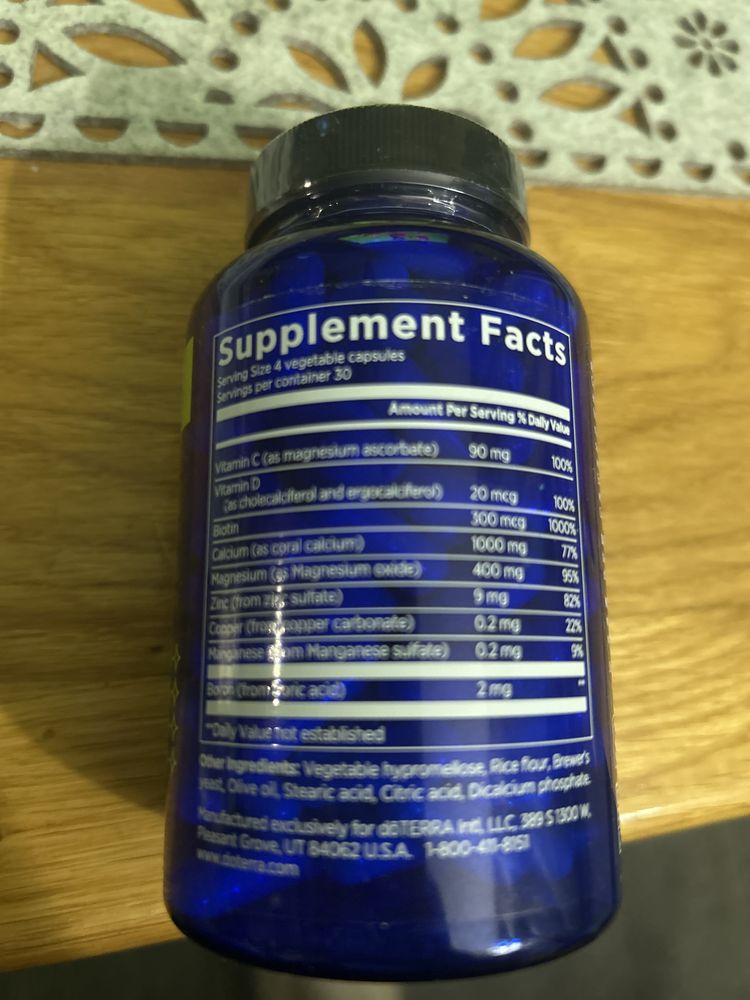 Supplement Facts
Serving Size 4 vegetable capsules
Servings per container 30
Amount Per Serving % Daily Value
Vitamin C (as magnesium ascorbate) 90 mg 100%
Vitamin D
(as cholecalciferol and ergocalciferol) 20 mcg 100%
Biotin 300 mcg 1000%
Calcium (as coral calcium) 1000 mg 77%
Magnesium (as Magnesium oxide) 400 mg 95%
Zinc (from zinc sulfate) 9 mg 82%
Copper (from copper carbonate) 0.2 mg 22%
Manganese (from Manganese sulfate) 0.2 mg 9%
Boron (from Boric acid) 2 mg **
**Daily Value not established
Other Ingredients: Vegetable hypromellose, Rice flour, Brewer's
yeast, Olive oil, Stearic acid, Citric acid, Dicalcium phosphate.
Manufactured exclusively for dōTERRA Intl, LLC, 389 S 1300 W,
Pleasant Grove, UT 84062 U.S.A. 1-800-411-8151
www.doterra.com